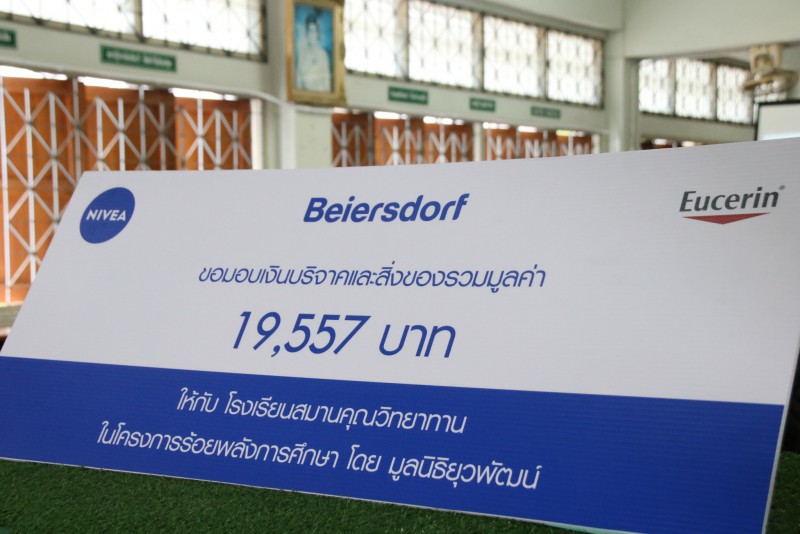 NIVEA
Beiersdorf
Eucerin®
ขอมอบเงินบริจาคและสิ่งของรวมมูลค่า
19,557 บาท
ให้กับ โรงเรียนสมานคุณวิทยาทาน
ในโครงการร้อยพลังการศึกษา โดย มูลนิธิยุวพัฒน์